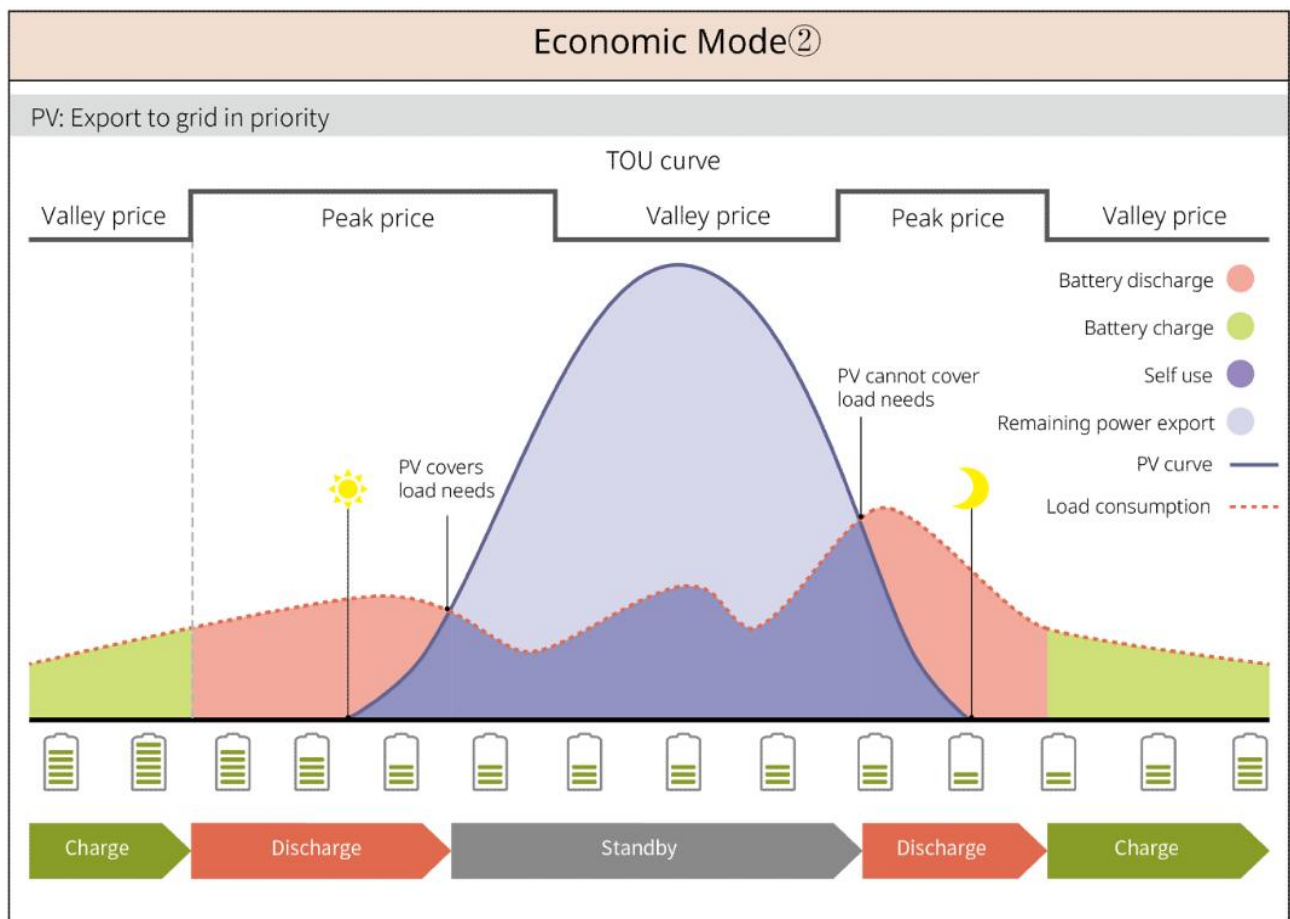 Economic Mode②
PV: Export to grid in priority
TOU curve
Valley price
Peak price
Valley price
Peak price
Valley price
Battery discharge
Battery charge
Self use
Remaining power export
PV curve
Load consumption
PV covers
load needs
PV cannot cover
load needs
Charge
Discharge
Standby
Discharge
Charge